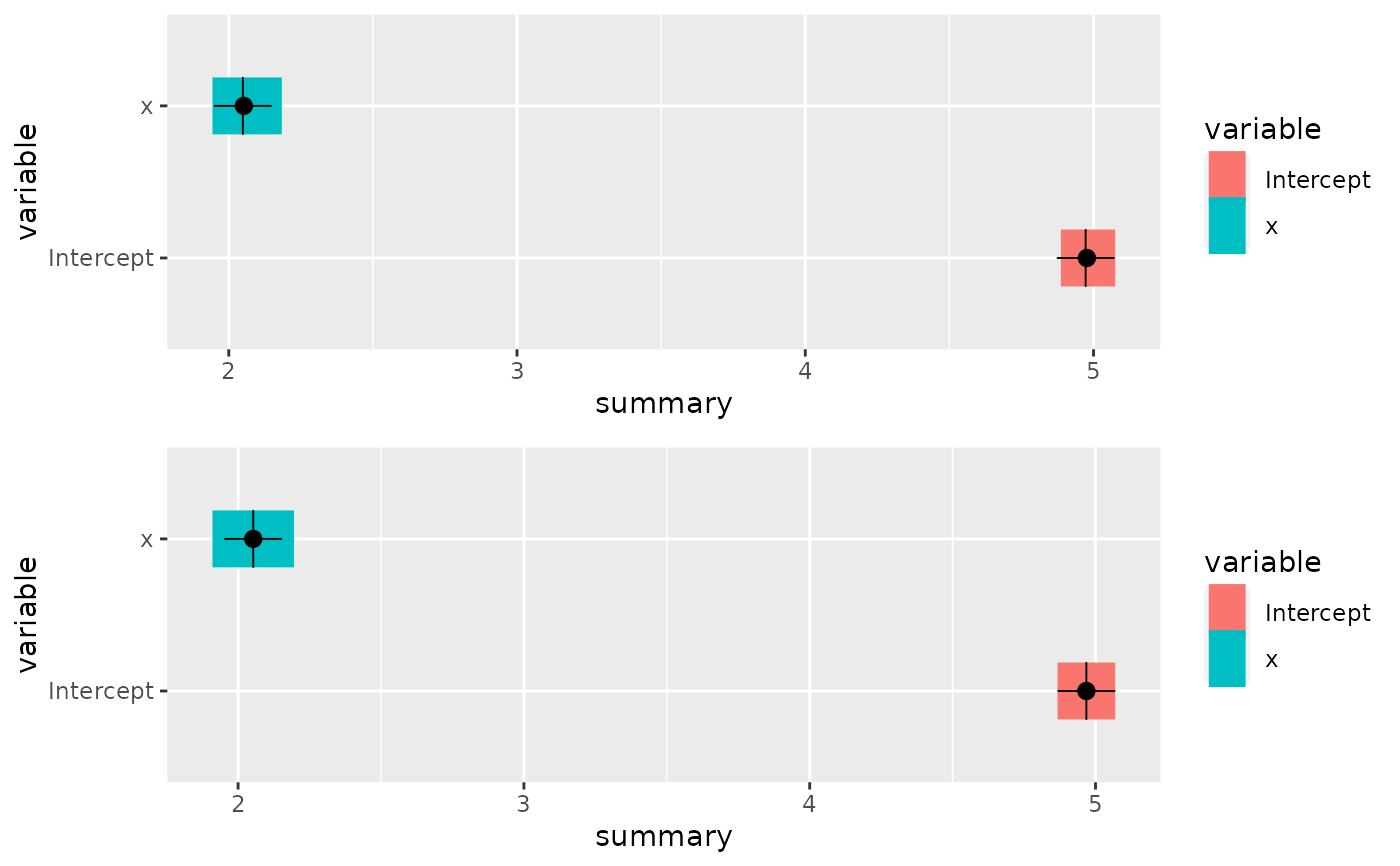 variable
x
Intercept
2 3 4 5
summary
variable
Intercept
x
variable
x
Intercept
2 3 4 5
summary
variable
Intercept
x